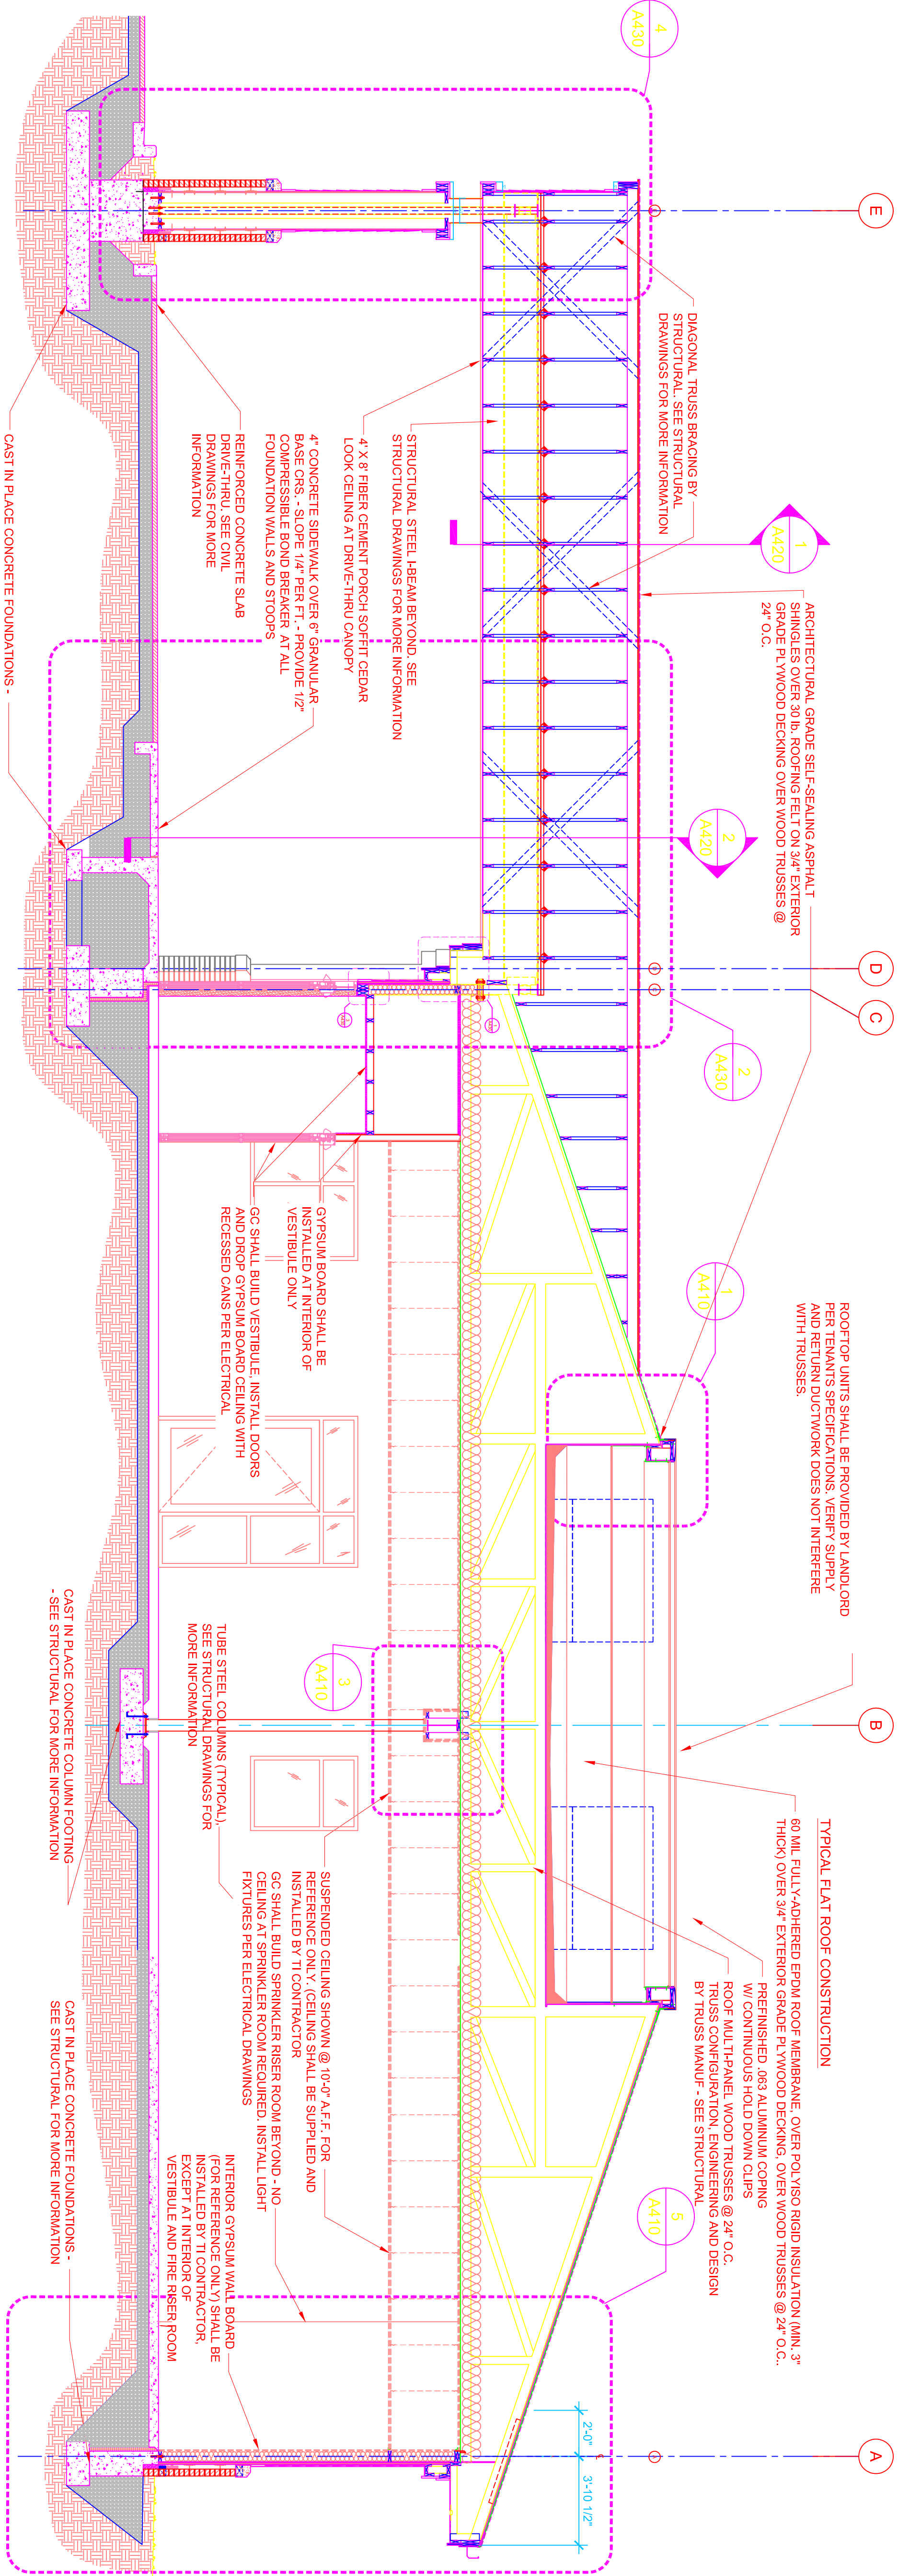 E
D
C
B
A
4
A430
1
A420
2
A420
2
A430
1
A410
3
A410
5
A410
DIAGONAL TRUSS BRACING BY
STRUCTURAL. SEE STRUCTURAL
DRAWINGS FOR MORE INFORMATION
ARCHITECTURAL GRADE SELF-SEALING ASPHALT
SHINGLES OVER 30 lb. ROOFING FELT ON 3/4" EXTERIOR
GRADE PLYWOOD DECKING OVER WOOD TRUSSES @
24" O.C.
STRUCTURAL STEEL I-BEAM BEYOND, SEE
STRUCTURAL DRAWINGS FOR MORE INFORMATION
4' X 8' FIBER CEMENT PORCH SOFFIT CEDAR
LOOK CEILING AT DRIVE-THRU CANOPY
4" CONCRETE SIDEWALK OVER 6" GRANULAR
BASE CRS. - SLOPE 1/4" PER FT. - PROVIDE 1/2"
COMPRESSIBLE BOND BREAKER AT ALL
FOUNDATION WALLS AND STOOPS
REINFORCED CONCRETE SLAB
DRIVE-THRU. SEE CIVIL
DRAWINGS FOR MORE
INFORMATION
CAST IN PLACE CONCRETE FOUNDATIONS -
ROOFTOP UNITS SHALL BE PROVIDED BY LANDLORD
PER TENANTS SPECIFICATIONS. VERIFY SUPPLY
AND RETURN DUCTWORK DOES NOT INTERFERE
WITH TRUSSES.
GYPSUM BOARD SHALL BE
INSTALLED AT INTERIOR OF
VESTIBULE ONLY
GC SHALL BUILD VESTIBULE, INSTALL DOORS
AND DROP GYPSUM BOARD CEILING WITH
RECESSED CANS PER ELECTRICAL
TYPICAL FLAT ROOF CONSTRUCTION
60 MIL FULLY-ADHERED EPDM ROOF MEMBRANE, OVER POLYISO RIGID INSULATION (MIN. 3"
THICK) OVER 3/4" EXTERIOR GRADE PLYWOOD DECKING, OVER WOOD TRUSSES @ 24" O.C..
PREFINISHED .063 ALUMINUM COPING
W/ CONTINUOUS HOLD DOWN CLIPS
ROOF MULTI-PANEL WOOD TRUSSES @ 24" O.C.
TRUSS CONFIGURATION, ENGINEERING AND DESIGN
BY TRUSS MANUF - SEE STRUCTURAL
TUBE STEEL COLUMNS (TYPICAL),
SEE STRUCTURAL DRAWINGS FOR
MORE INFORMATION
SUSPENDED CEILING SHOWN @ 10'-0" A.F.F. FOR
REFERENCE ONLY. (CEILING SHALL BE SUPPLIED AND
INSTALLED BY TI CONTRACTOR
GC SHALL BUILD SPRINKLER RISER ROOM BEYOND - NO
CEILING AT SPRINKLER ROOM REQUIRED. INSTALL LIGHT
FIXTURES PER ELECTRICAL DRAWINGS
INTERIOR GYPSUM WALL BOARD
(FOR REFERENCE ONLY) SHALL BE
INSTALLED BY TI CONTRACTOR,
EXCEPT AT INTERIOR OF
VESTIBULE AND FIRE RISER ROOM
CAST IN PLACE CONCRETE COLUMN FOOTING
- SEE STRUCTURAL FOR MORE INFORMATION
CAST IN PLACE CONCRETE FOUNDATIONS -
SEE STRUCTURAL FOR MORE INFORMATION
2'-0"
3'-10 1/2"